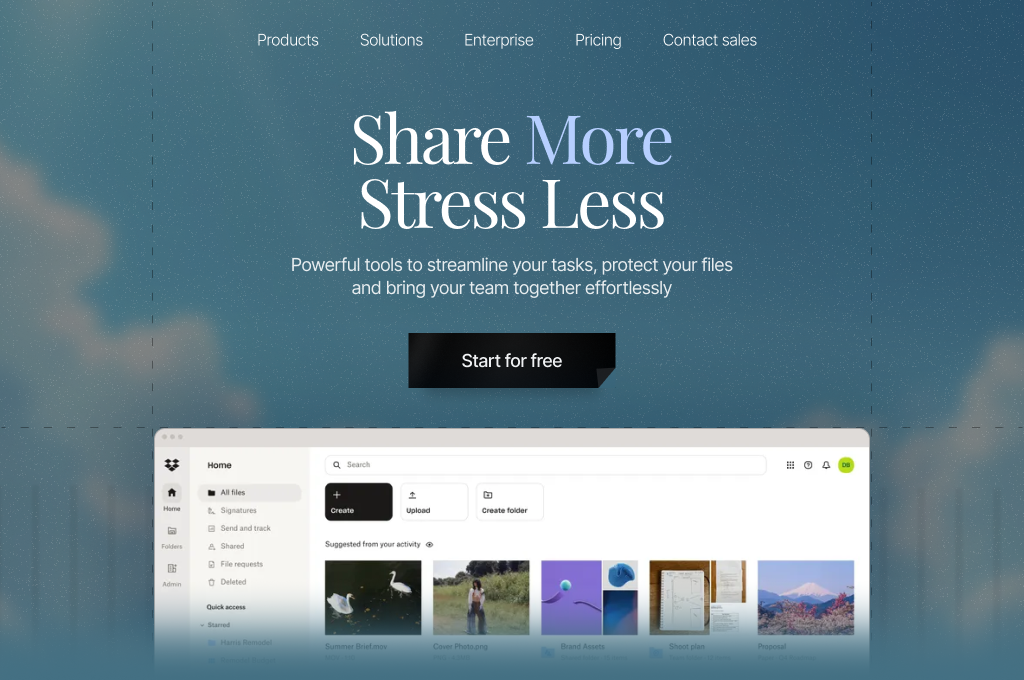 Products Solutions Enterprise Pricing Contact sales
Share More
Stress Less
Powerful tools to streamline your tasks, protect your files
and bring your team together effortlessly
Start for free
Home
Search
DB
All files
Signatures
Send and track
Shared
File requests
Deleted
Quick access
Starred
Harris Remodel
Home
Folders
Admin
Create
Upload
Create folder
Suggested from your activity
Summer Brief.mov
Cover Photo.png
Brand Assets
Shoot plan
Proposal